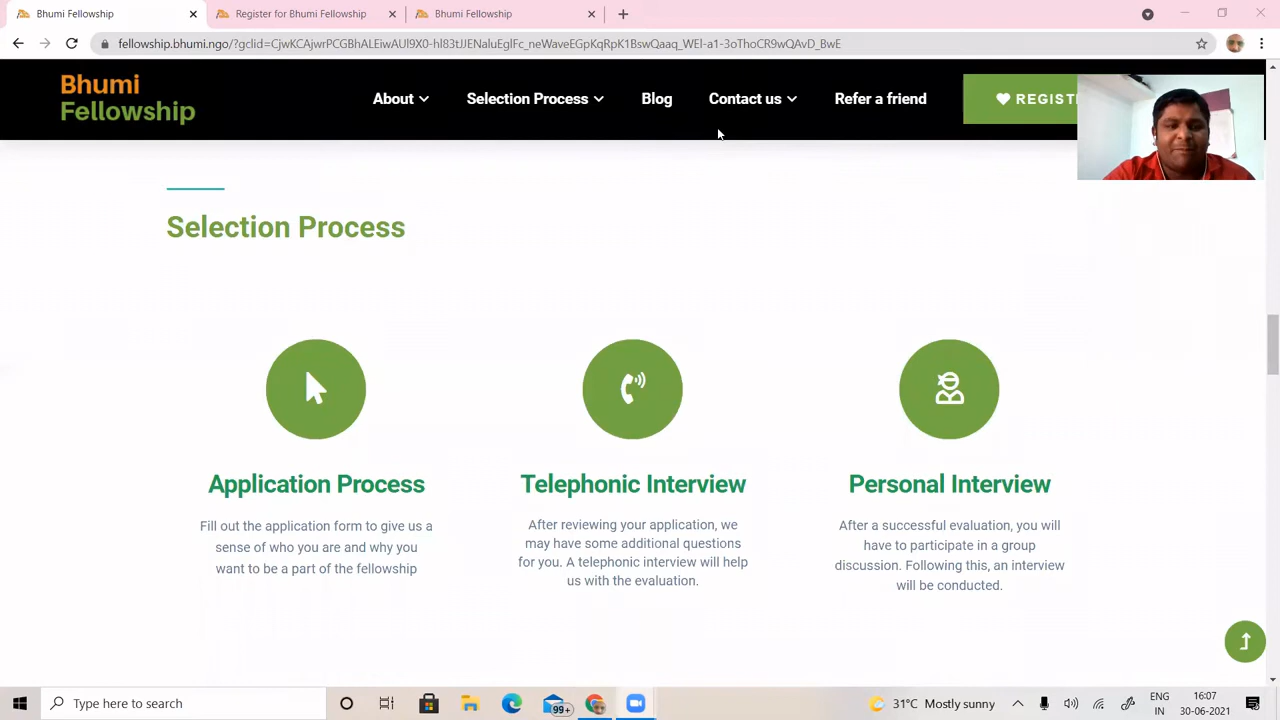 Bhumi Fellowship
Register for Bhumi Fellowship
Bhumi Fellowship
fellowship.bhumi.ngo/?gclid=CjwKCAjwrPCGBhALEiwAUl9X0-hl83tJJENaluEglFc_neWaveEGpKqRpK1BswQaaq_WEl-a1-3oThoCR9wQAvD_BwE
Bhumi
Fellowship
About
Selection Process
Blog
Contact us
Refer a friend
REGIST
Selection Process
Application Process
Fill out the application form to give us a
sense of who you are and why you
want to be a part of the fellowship
Telephonic Interview
After reviewing your application, we
may have some additional questions
for you. A telephonic interview will help
us with the evaluation.
Personal Interview
After a successful evaluation, you will
have to participate in a group
discussion. Following this, an interview
will be conducted.
Type here to search
99+
31°C Mostly sunny
ENG
IN
16:07
30-06-2021